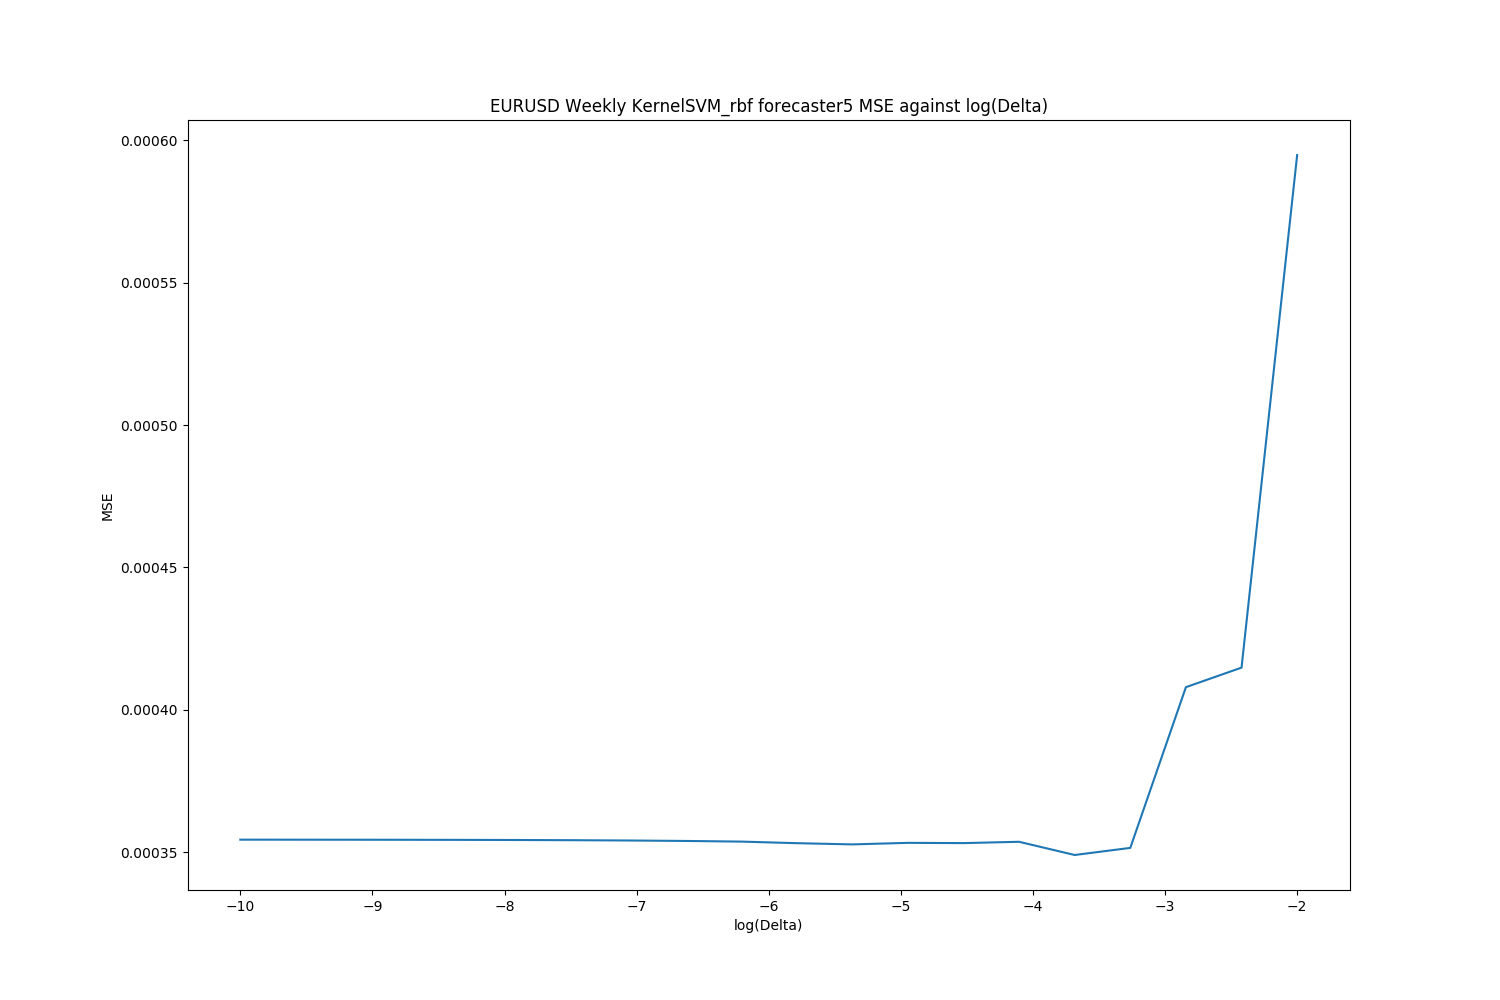 EURUSD Weekly KernelSVM_rbf forecaster5 MSE against log(Delta)
0.00060
0.00055
0.00050
MSE
0.00045
0.00040
0.00035
−10 −9 −8 −7 −6 −5 −4 −3 −2
log(Delta)